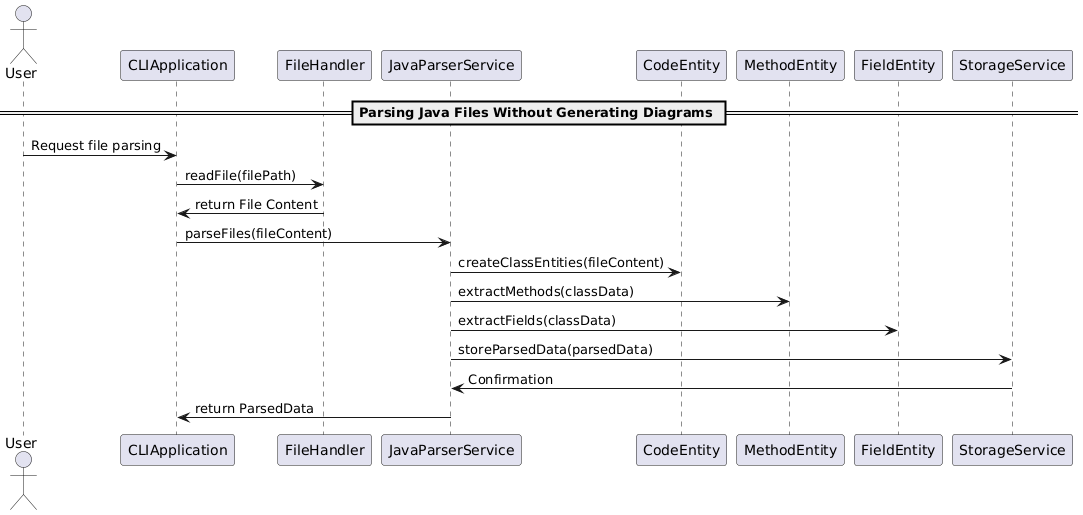 User
CLIApplication
FileHandler
JavaParserService
CodeEntity
MethodEntity
FieldEntity
StorageService
Parsing Java Files Without Generating Diagrams
Request file parsing
readFile(filePath)
return File Content
parseFiles(fileContent)
createClassEntities(fileContent)
extractMethods(classData)
extractFields(classData)
storeParsedData(parsedData)
Confirmation
return ParsedData
User
CLIApplication
FileHandler
JavaParserService
CodeEntity
MethodEntity
FieldEntity
StorageService